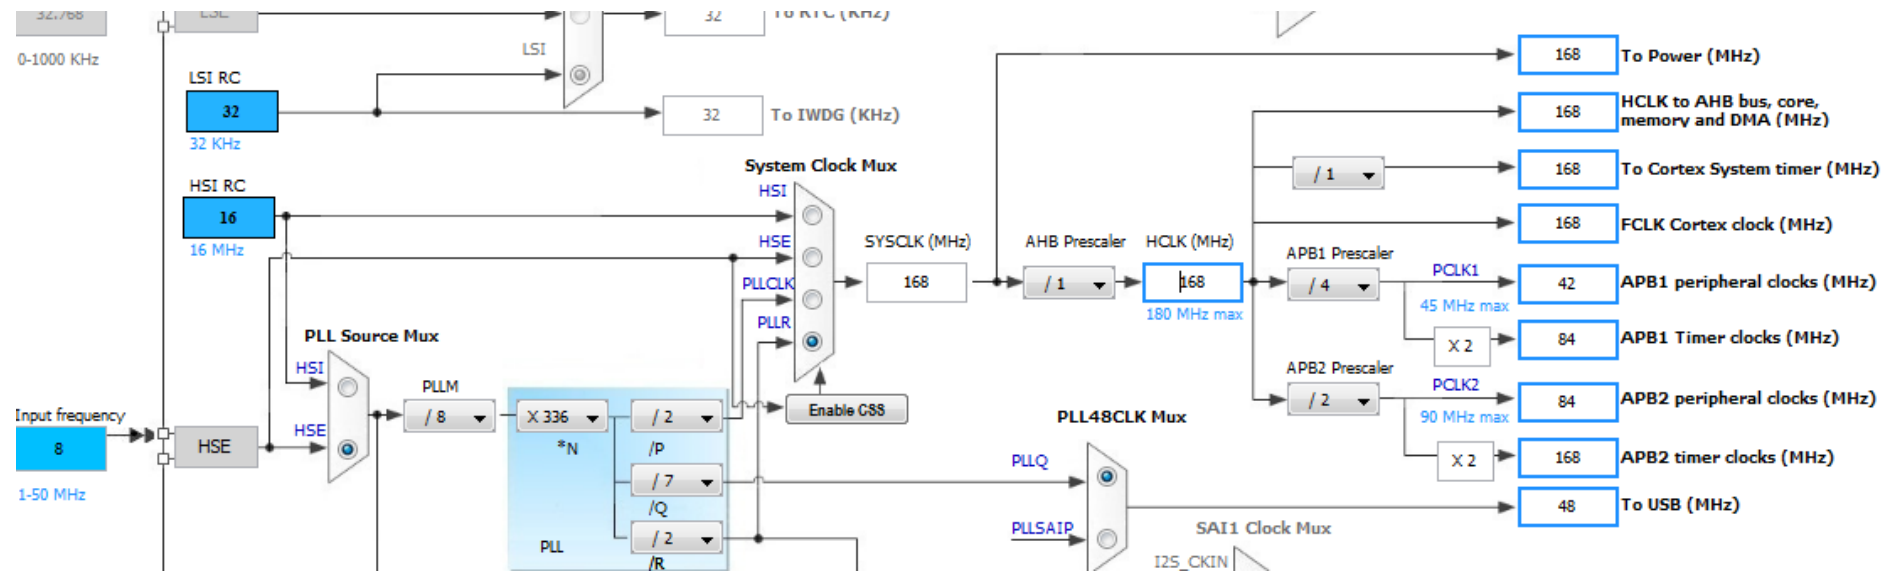 32.768
LSE
32
To RTC (KHz)
0-1000 KHz
LSI
168
To Power (MHz)
LSI RC
32
32 KHz
32
To IWDG (KHz)
168
HCLK to AHB bus, core,
memory and DMA (MHz)
System Clock Mux
/ 1
168
To Cortex System timer (MHz)
HSI RC
16
16 MHz
HSI
HSE
PLLCLK
PLLR
168
FCLK Cortex clock (MHz)
SYSCLK (MHz)
168
AHB Prescaler
/ 1
HCLK (MHz)
168
180 MHz max
APB1 Prescaler
/ 4
PCLK1
45 MHz max
42
APB1 peripheral clocks (MHz)
X 2
84
APB1 Timer clocks (MHz)
PLL Source Mux
HSI
HSE
APB2 Prescaler
/ 2
PCLK2
90 MHz max
84
APB2 peripheral clocks (MHz)
X 2
168
APB2 timer clocks (MHz)
Input frequency
8
1-50 MHz
HSE
PLLM
/ 8
X 336
*N
/ 2
/P
/ 7
/Q
/ 2
/R
PLL
Enable CSS
PLL48CLK Mux
PLLQ
PLLSAIP
48
To USB (MHz)
SAI1 Clock Mux
I2S_CKIN